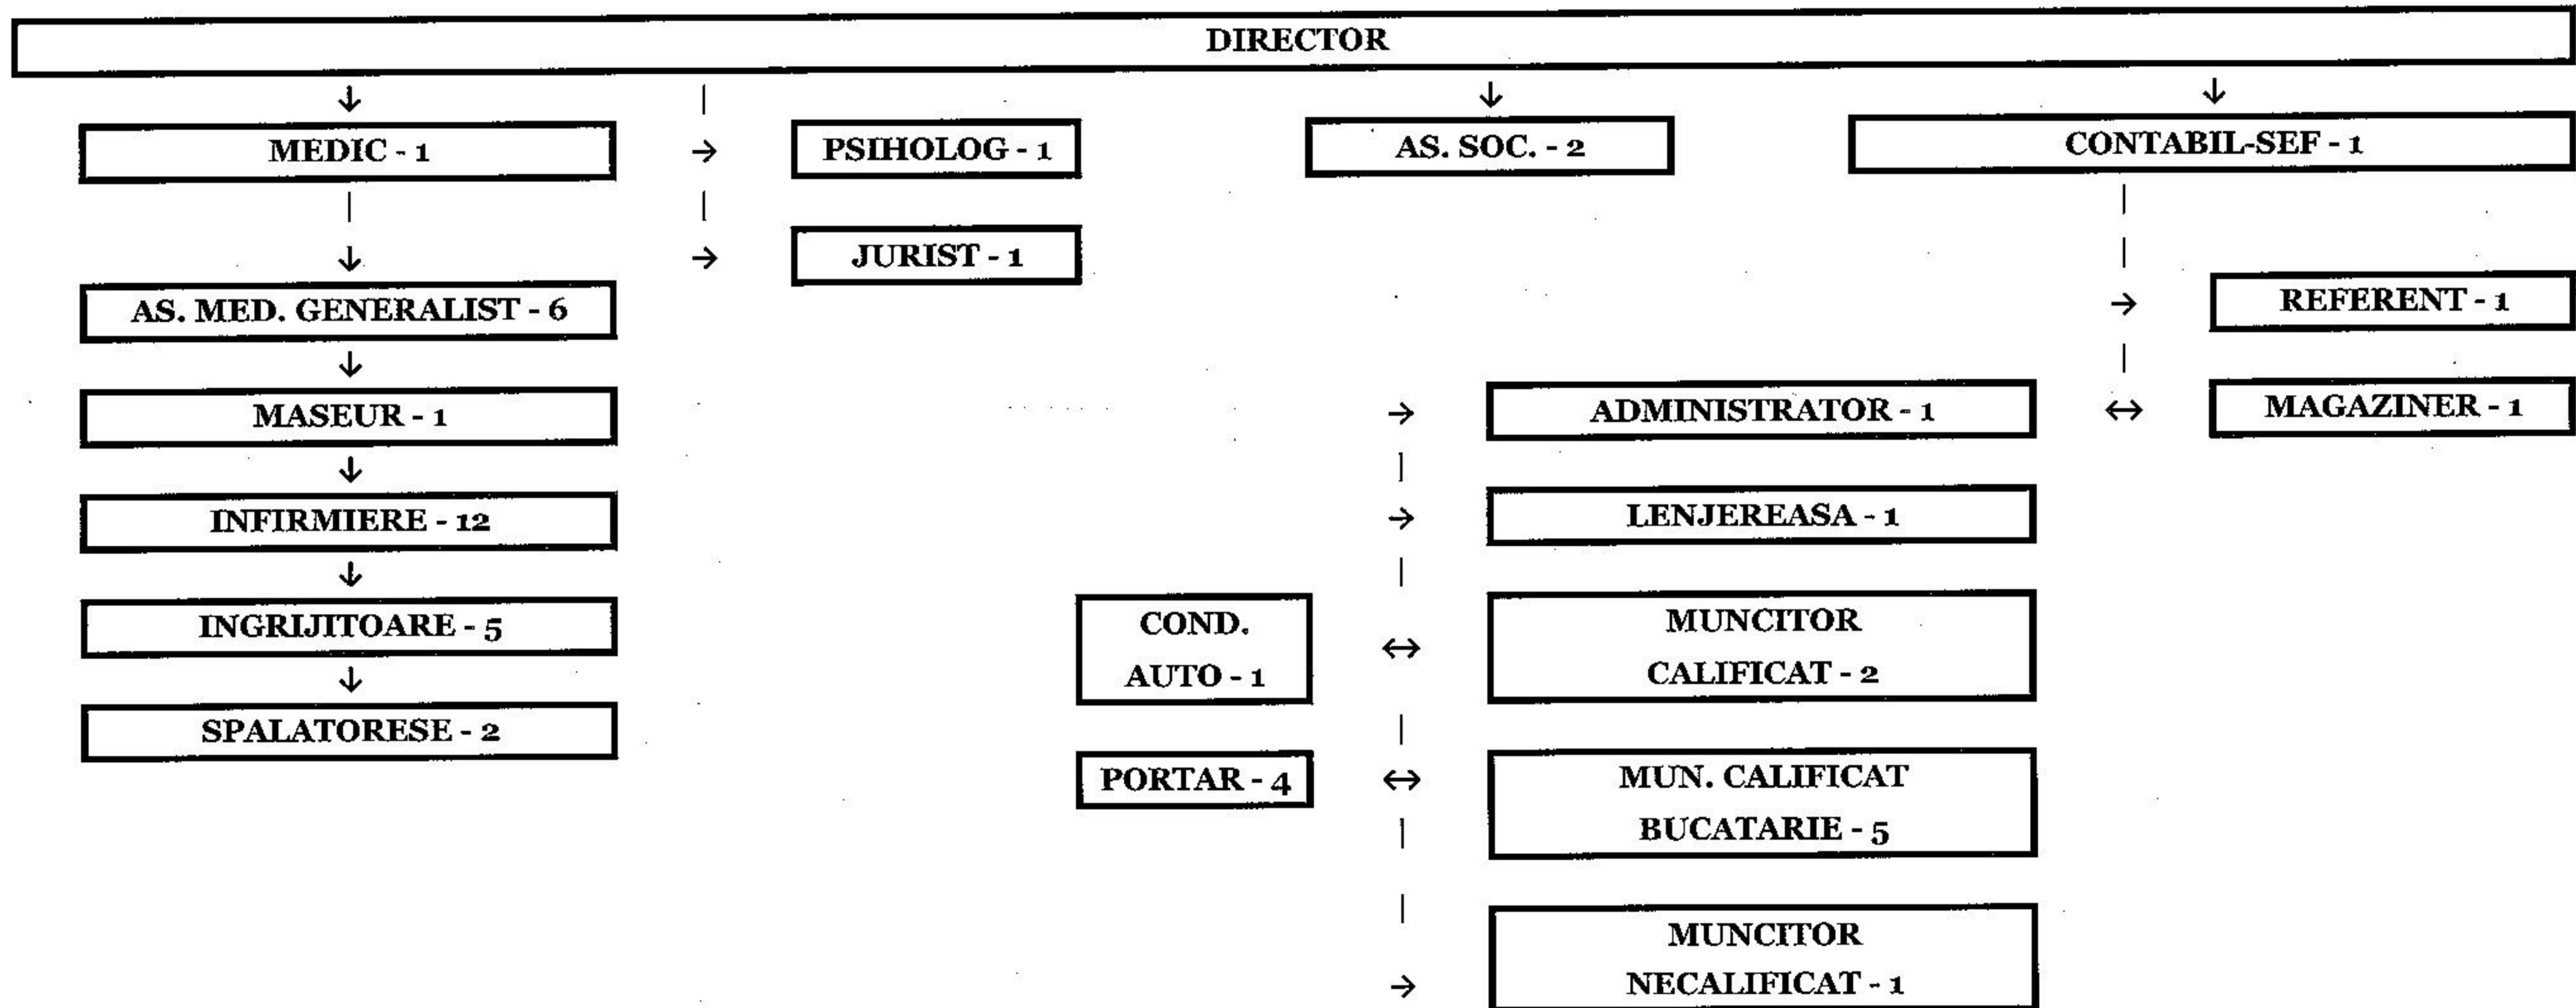 DIRECTOR
MEDIC - 1
PSIHOLOG - 1
AS. SOC. - 2
CONTABIL-SEF - 1
JURIST - 1
AS. MED. GENERALIST - 6
REFERENT - 1
MASEUR - 1
ADMINISTRATOR - 1
MAGAZINER - 1
INFIRMIERE - 12
LENJEREASA - 1
INGRIJITOARE - 5
COND.
AUTO - 1
MUNCITOR
CALIFICAT - 2
SPALATORESE - 2
PORTAR - 4
MUN. CALIFICAT
BUCATARIE - 5
MUNCITOR
NECALIFICAT - 1